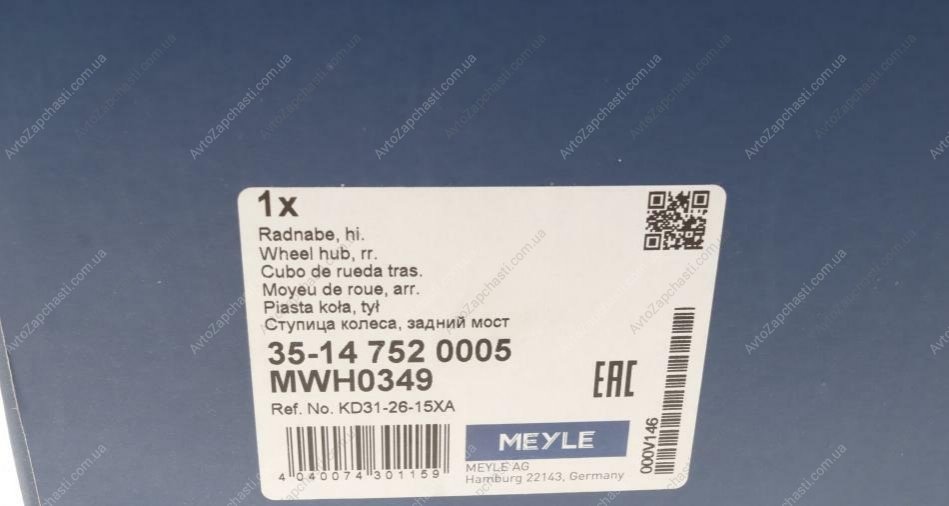 1x
Radnabe, hi.
Wheel hub, rr.
Cubo de rueda tras.
Moyeu de roue, arr.
Piasta koła, tył
Ступица колеса, задний мост
35-14 752 0005
MWH0349
Ref. No. KD31-26-15XA
EAC
4 040074 301159
MEYLE
MEYLE AG
Hamburg 22143, Germany
000V146
AvtoZapchasti.com.ua